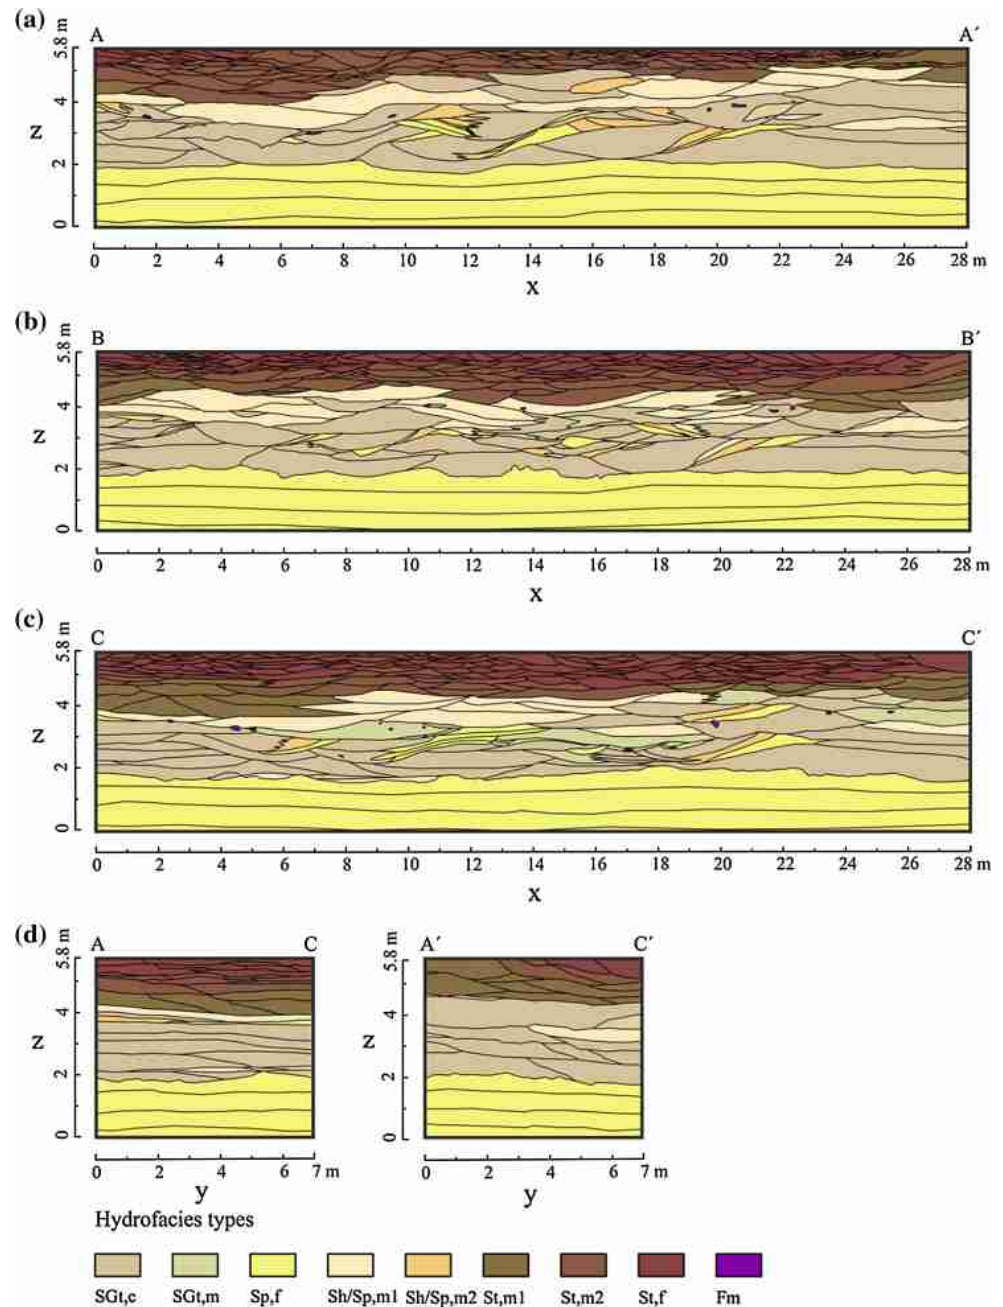 (a)
A A´
5.8 m
4
Z
2
0
0 2 4 6 8 10 12 14 16 18 20 22 24 26 28 m
X
(b)
B B´
5.8 m
4
Z
2
0
0 2 4 6 8 10 12 14 16 18 20 22 24 26 28 m
X
(c)
C C´
5.8 m
4
Z
2
0
0 2 4 6 8 10 12 14 16 18 20 22 24 26 28 m
X
(d)
A C A´ C´
5.8 m 5.8 m
4 4
Z Z
2 2
0 0
0 2 4 6 7 m 0 2 4 6 7 m
y y
Hydrofacies types
SGt,c SGt,m Sp,f Sh/Sp,m1 Sh/Sp,m2 St,m1 St,m2 St,f Fm